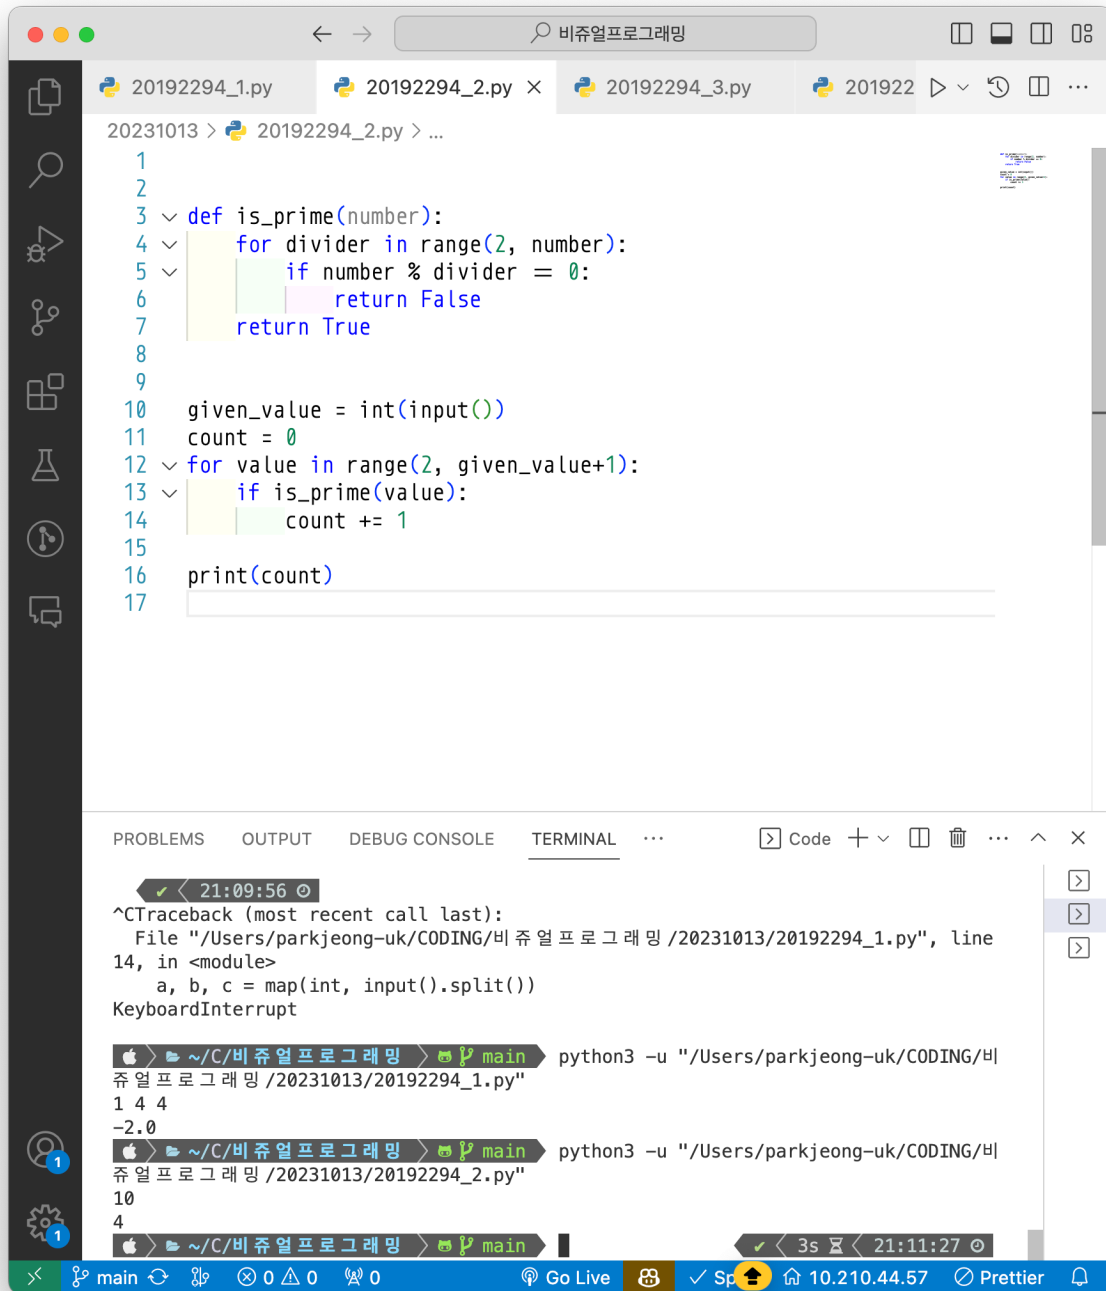 비쥬얼프로그래밍
20192294_1.py
20192294_2.py
20192294_3.py
201922
20231013 > 20192294_2.py > ...
1
2
3 def is_prime(number):
4 for divider in range(2, number):
5 if number % divider == 0:
6 return False
7 return True
8
9
10 given_value = int(input())
11 count = 0
12 for value in range(2, given_value+1):
13 if is_prime(value):
14 count += 1
15
16 print(count)
17
PROBLEMS OUTPUT DEBUG CONSOLE TERMINAL ... Code
21:09:56
^CTraceback (most recent call last):
File "/Users/parkjeong-uk/CODING/비쥬얼프로그래밍/20231013/20192294_1.py", line
14, in <module>
a, b, c = map(int, input().split())
KeyboardInterrupt
~/C/비쥬얼프로그래밍 main python3 -u "/Users/parkjeong-uk/CODING/비
쥬얼프로그래밍/20231013/20192294_1.py"
1 4 4
-2.0
~/C/비쥬얼프로그래밍 main python3 -u "/Users/parkjeong-uk/CODING/비
쥬얼프로그래밍/20231013/20192294_2.py"
10
4
~/C/비쥬얼프로그래밍 main 3s 21:11:27
1
1
main 0 0 0 Go Live Sp 10.210.44.57 Prettier